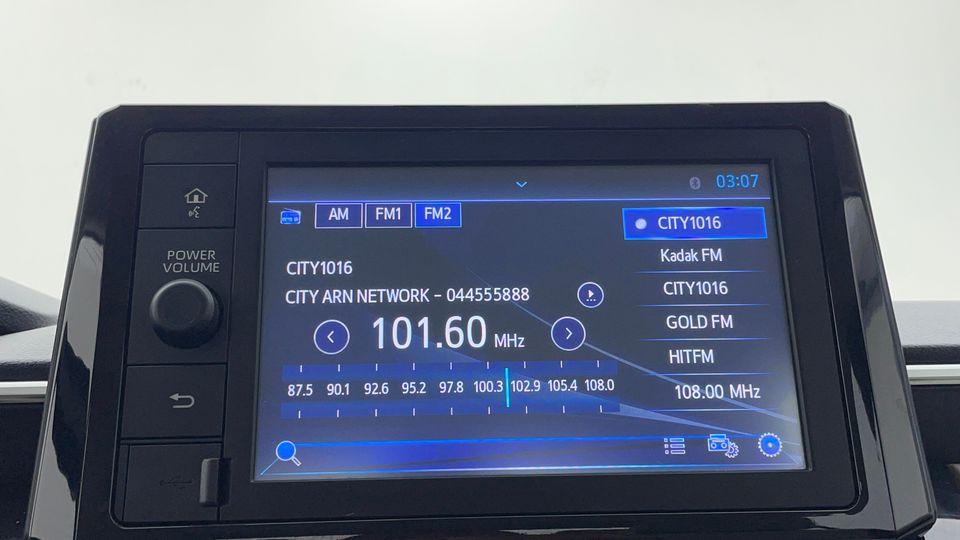 03:07
AM FM1 FM2
CITY1016
Kadak FM
CITY1016
GOLD FM
HITFM
108.00 MHz
CITY1016
CITY ARN NETWORK - 044555888
101.60 MHz
87.5 90.1 92.6 95.2 97.8 100.3 102.9 105.4 108.0
POWER
VOLUME